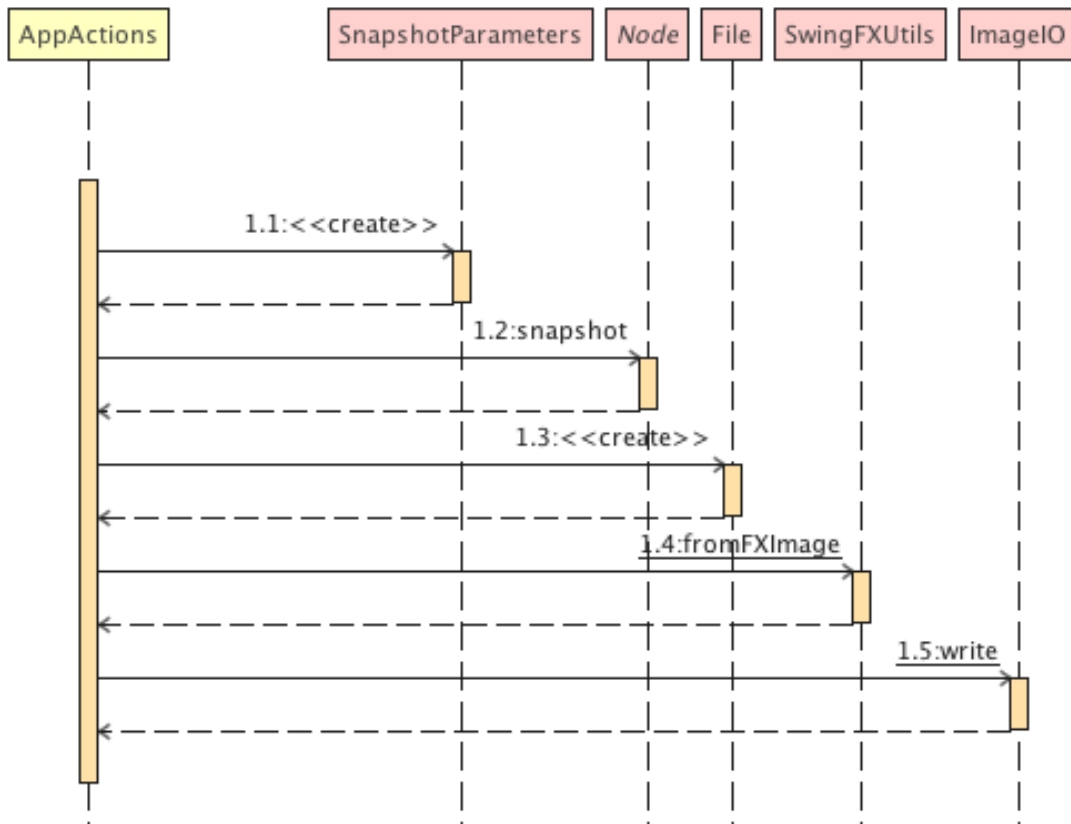 AppActions
SnapshotParameters
Node
File
SwingFXUtils
ImageIO
1.1:<<create>>
1.2:snapshot
1.3:<<create>>
1.4:fromFXImage
1.5:write